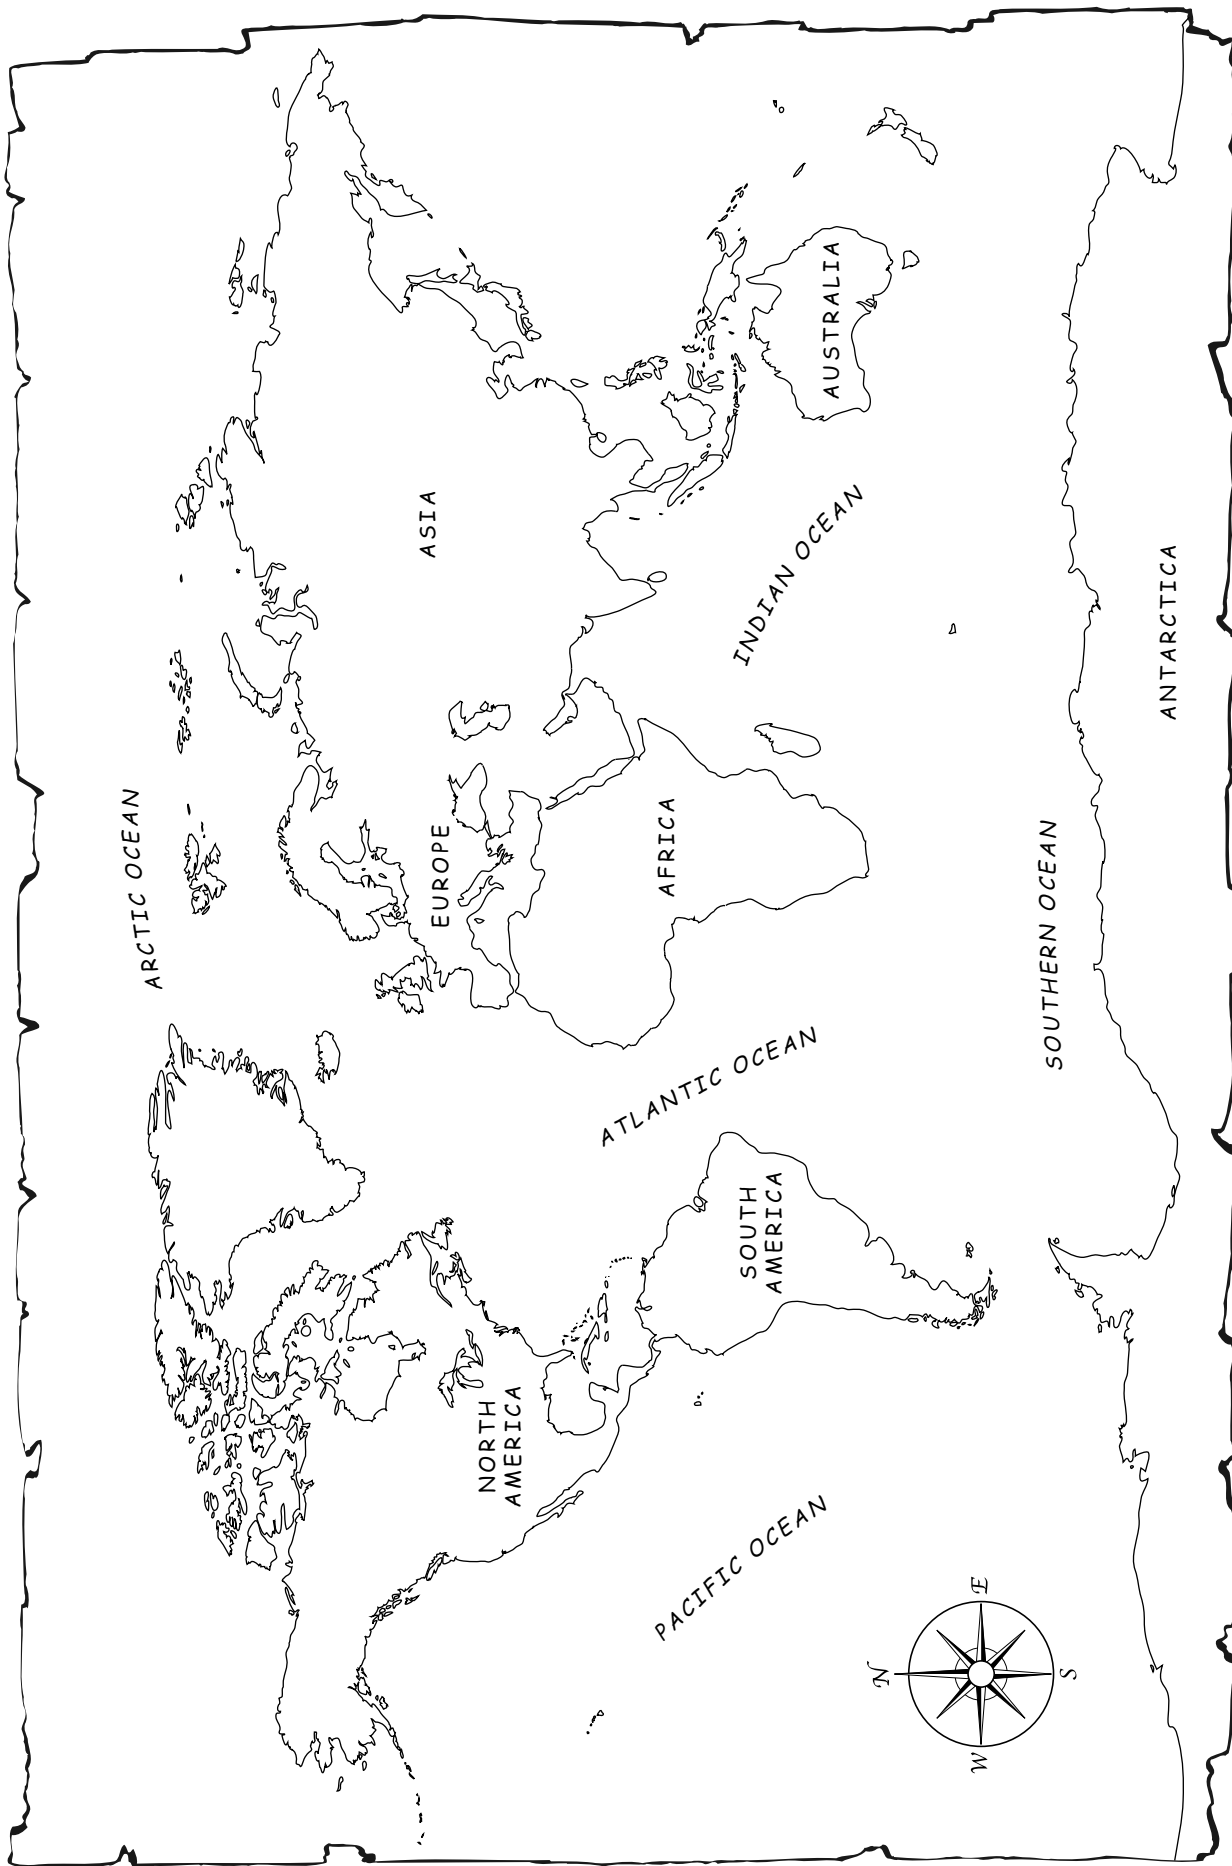 ARCTIC OCEAN
ASIA
EUROPE
NORTH
AMERICA
AFRICA
ATLANTIC OCEAN
INDIAN OCEAN
PACIFIC OCEAN
SOUTH
AMERICA
AUSTRALIA
SOUTHERN OCEAN
ANTARCTICA
N
W
E
S